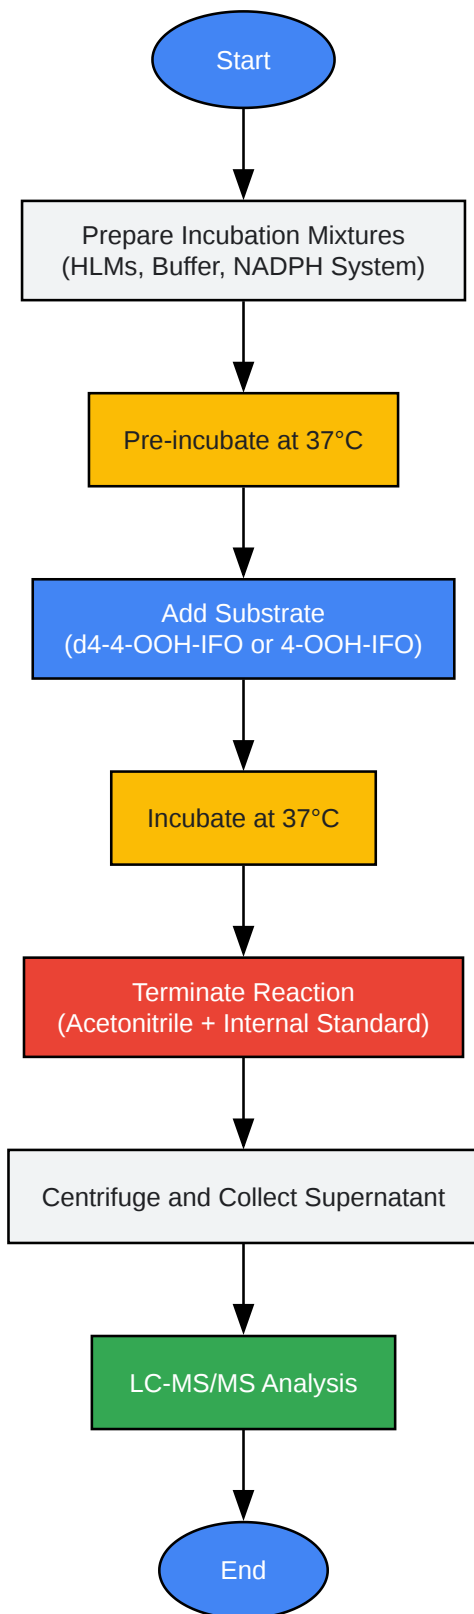 Start
Prepare Incubation Mixtures
(HLMs, Buffer, NADPH System)
Pre-incubate at 37°C
Add Substrate
(d4-4-OOH-IFO or 4-OOH-IFO)
Incubate at 37°C
Terminate Reaction
(Acetonitrile + Internal Standard)
Centrifuge and Collect Supernatant
LC-MS/MS Analysis
End